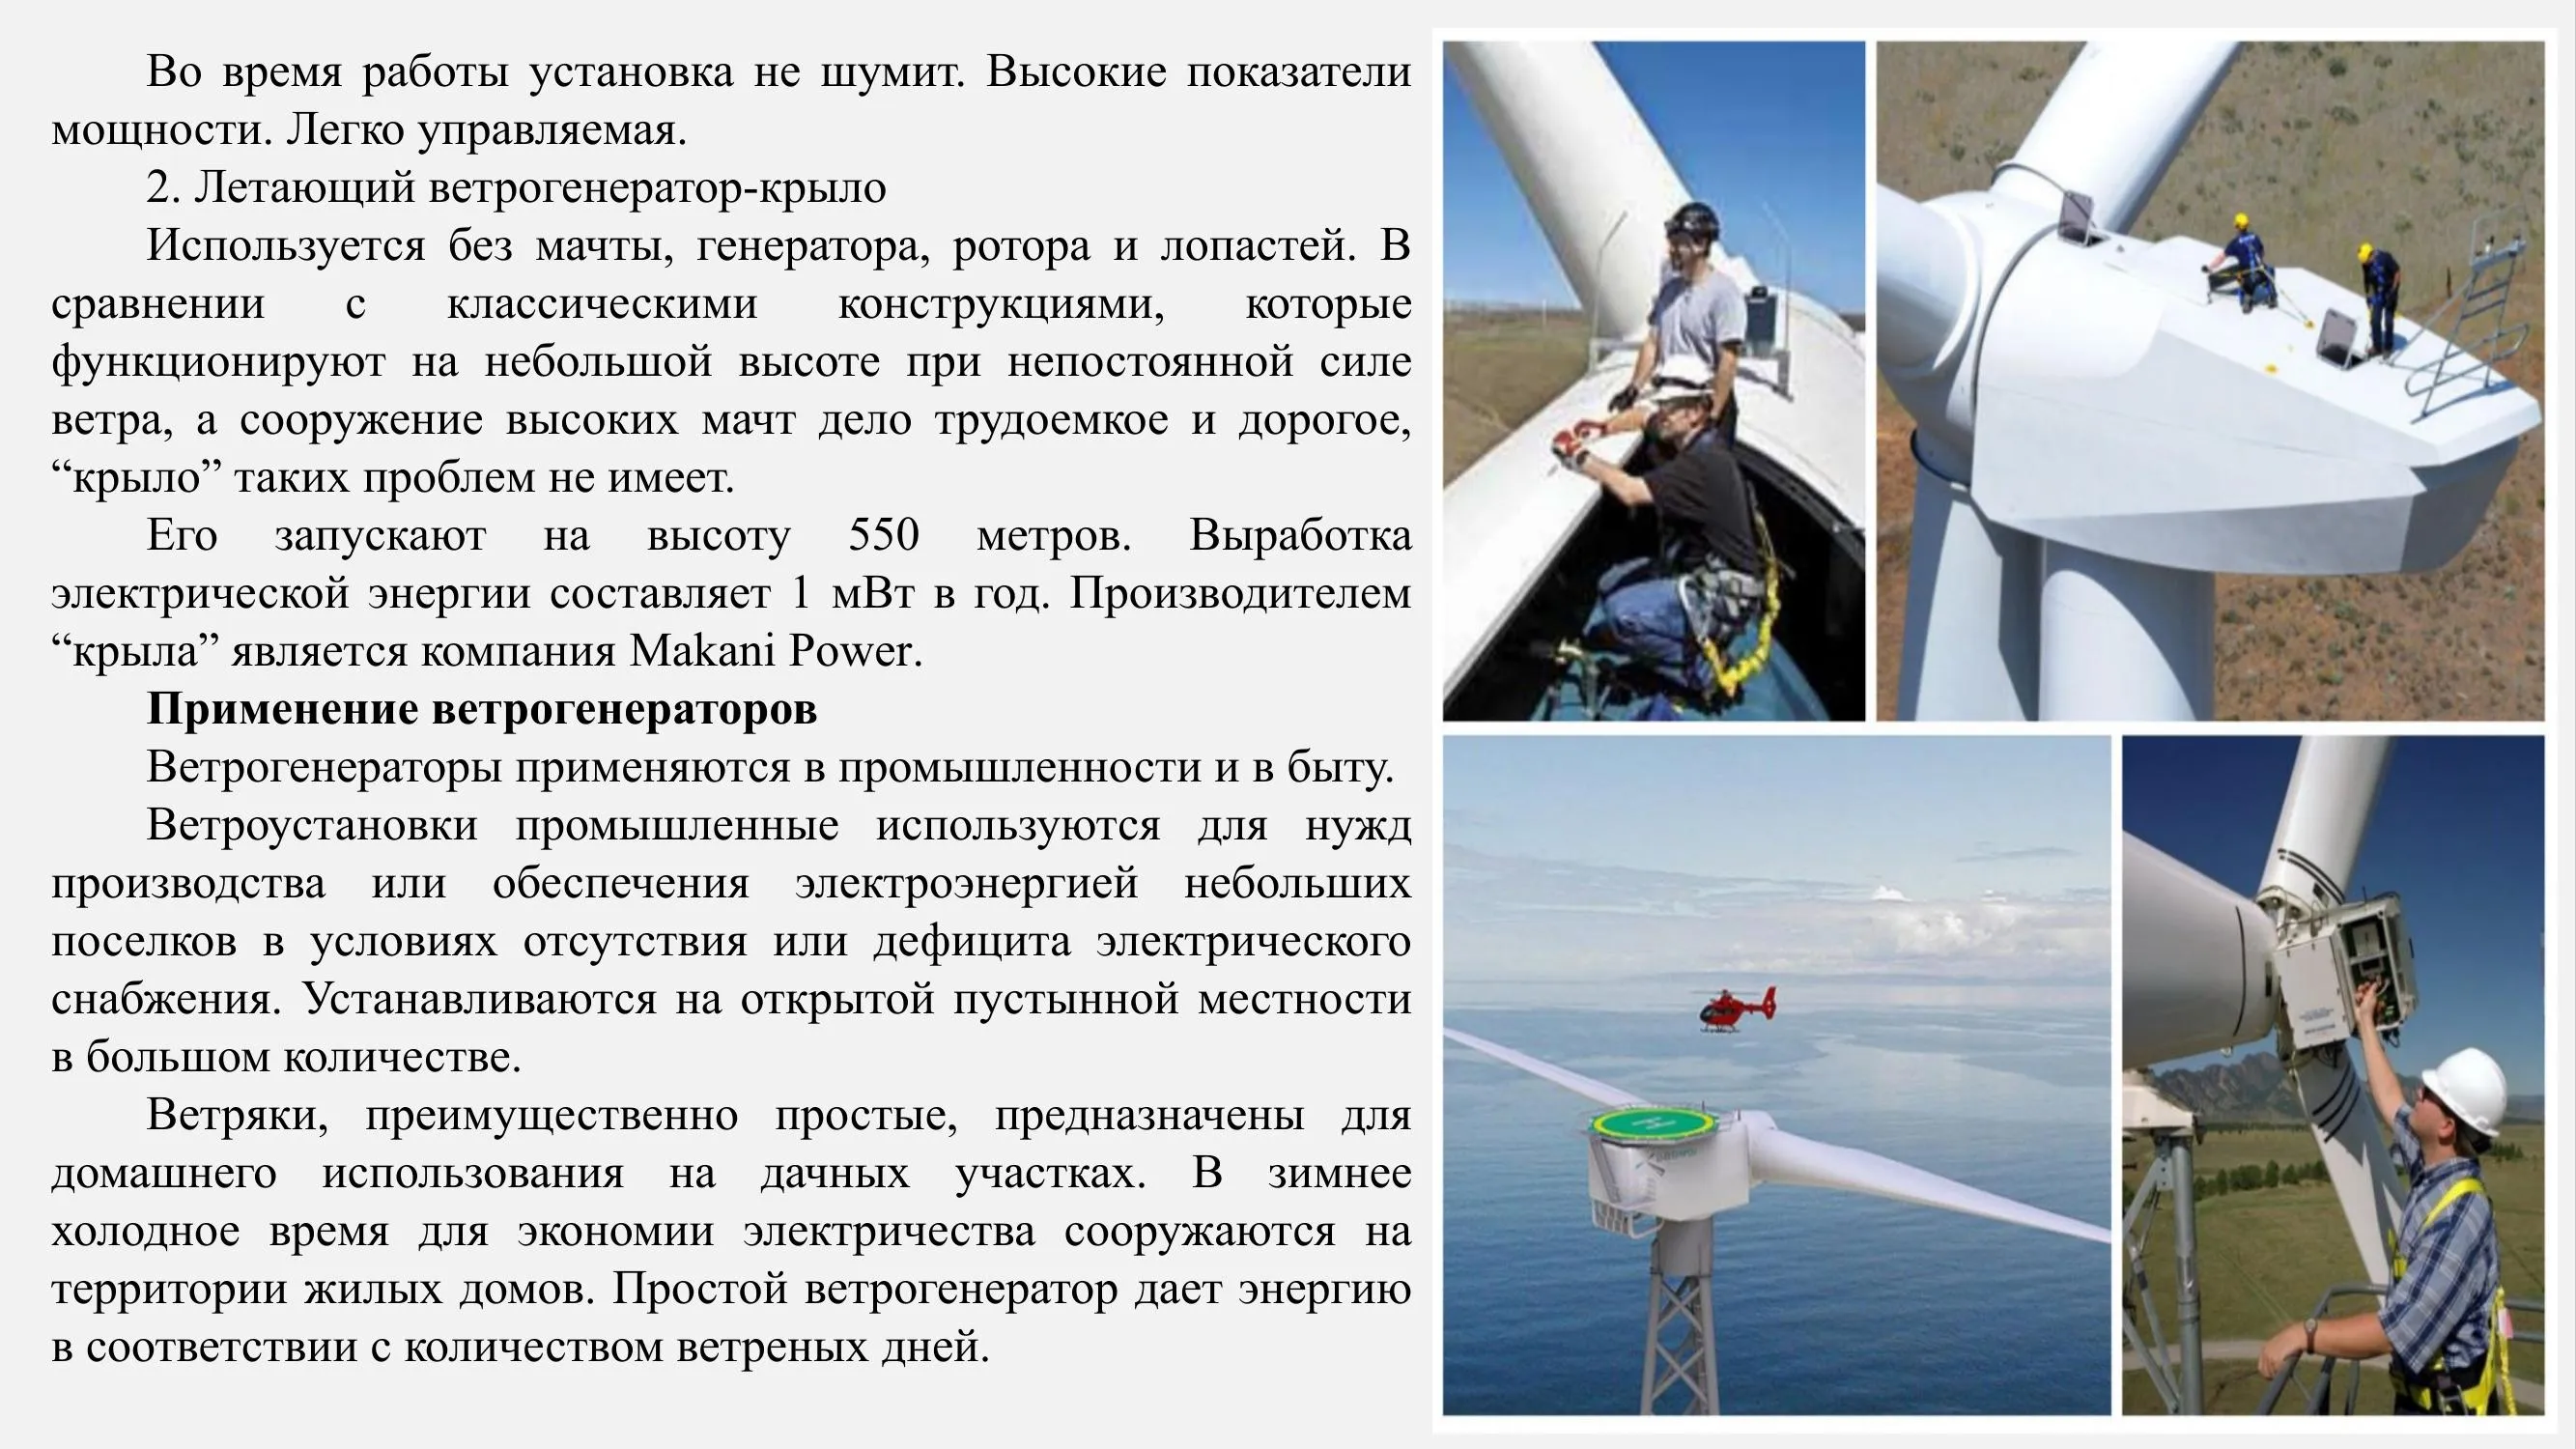 Во время работы установка не шумит. Высокие показатели
мощности. Легко управляемая.
2. Летающий ветрогенератор-крыло
Используется без мачты, генератора, ротора и лопастей. В
сравнении с классическими конструкциями, которые
функционируют на небольшой высоте при непостоянной силе
ветра, а сооружение высоких мачт дело трудоемкое и дорогое,
“крыло” таких проблем не имеет.
Его запускают на высоту 550 метров. Выработка
электрической энергии составляет 1 мВт в год. Производителем
“крыла” является компания Makani Power.
Применение ветрогенераторов
Ветрогенераторы применяются в промышленности и в быту.
Ветроустановки промышленные используются для нужд
производства или обеспечения электроэнергией небольших
поселков в условиях отсутствия или дефицита электрического
снабжения. Устанавливаются на открытой пустынной местности
в большом количестве.
Ветряки, преимущественно простые, предназначены для
домашнего использования на дачных участках. В зимнее
холодное время для экономии электричества сооружаются на
территории жилых домов. Простой ветрогенератор дает энергию
в соответствии с количеством ветреных дней.